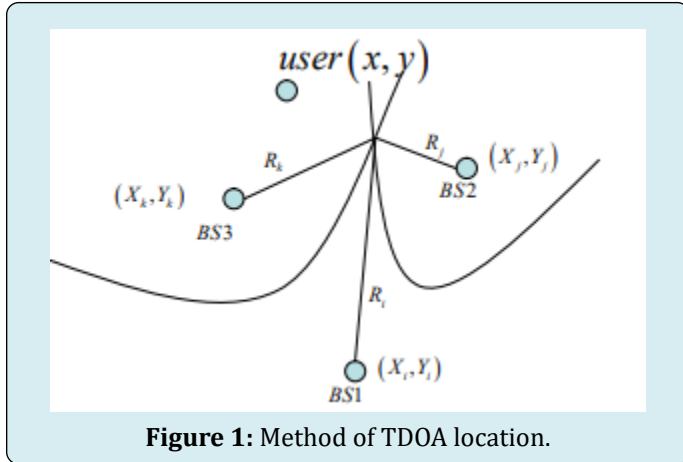 user(x, y)
R_k
R_j
(X_j, Y_j)
BS2
(X_k, Y_k)
BS3
R_i
(X_i, Y_i)
BS1
Figure 1: Method of TDOA location.